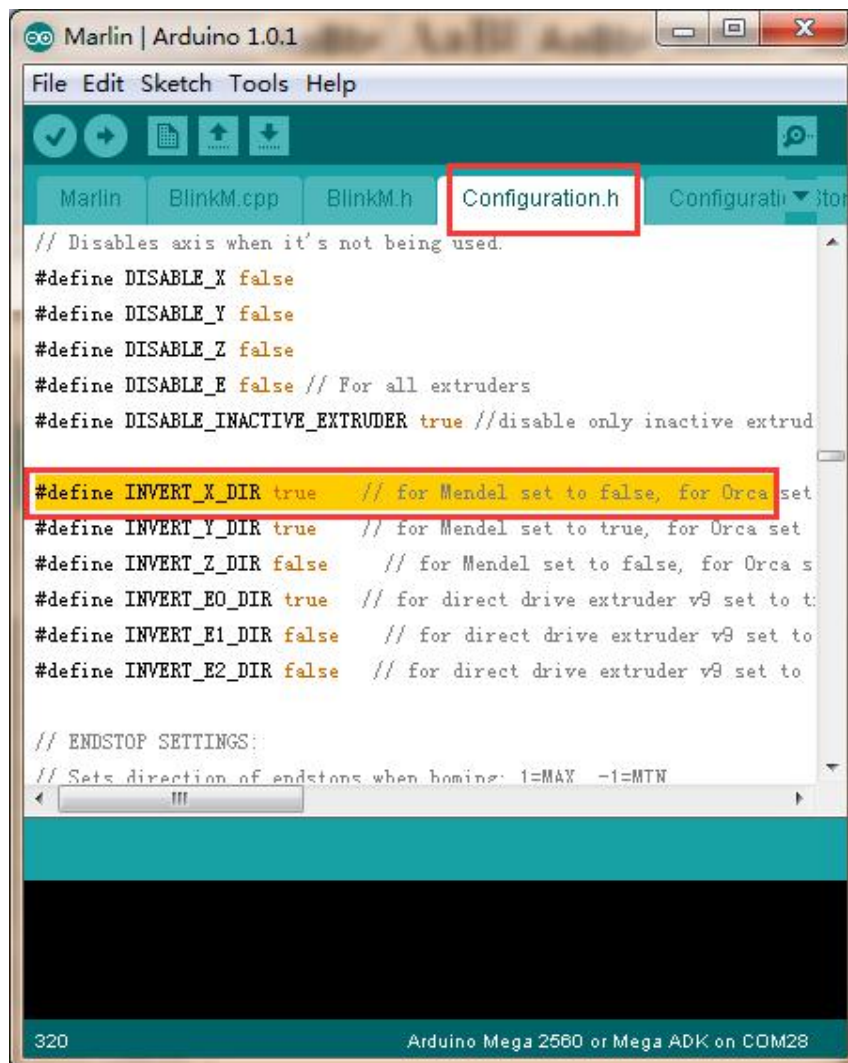 Marlin | Arduino 1.0.1
File Edit Sketch Tools Help
Marlin BlinkM.cpp BlinkM.h Configuration.h Configurati Stor
// Disables axis when it's not being used.
#define DISABLE_X false
#define DISABLE_Y false
#define DISABLE_Z false
#define DISABLE_E false // For all extruders
#define DISABLE_INACTIVE_EXTRUDER true //disable only inactive extrud
#define INVERT_X_DIR true // for Mendel set to false, for Orca set
#define INVERT_Y_DIR true // for Mendel set to true, for Orca set
#define INVERT_Z_DIR false // for Mendel set to false, for Orca s
#define INVERT_E0_DIR true // for direct drive extruder v9 set to t
#define INVERT_E1_DIR false // for direct drive extruder v9 set to
#define INVERT_E2_DIR false // for direct drive extruder v9 set to
// ENDSTOP SETTINGS:
// Sets direction of endstops when homing; 1=MAX, -1=MIN
320 Arduino Mega 2560 or Mega ADK on COM28